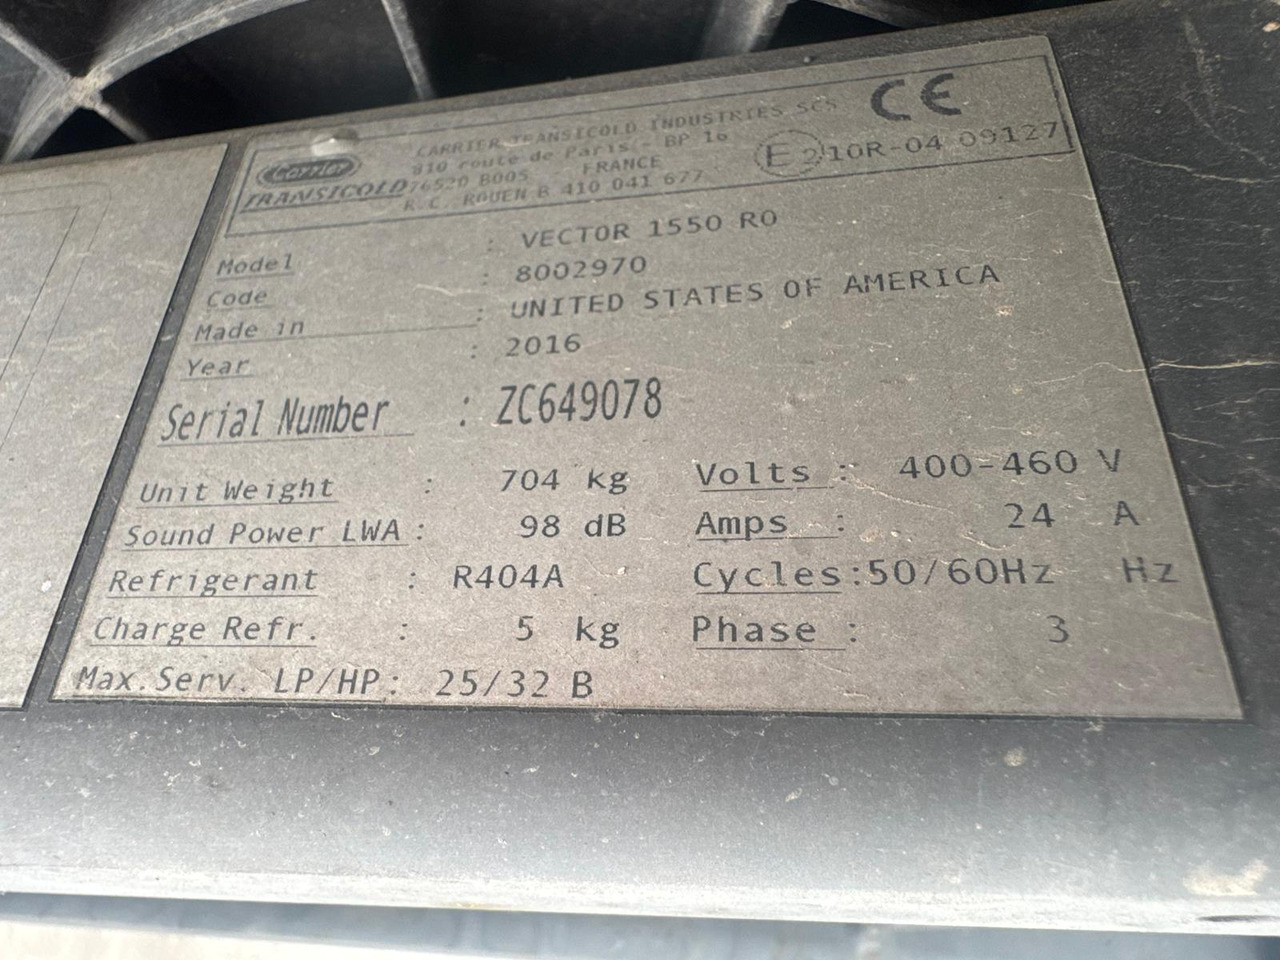 Carrier
TRANSICOLD
CARRIER TRANSICOLD INDUSTRIES SCS
810 route de Paris - BP 16
76520 BOOS FRANCE
R.C. ROUEN B 410 041 677
CE
E 2 10R-04 09127
Model : VECTOR 1550 RO
Code : 8002970
Made in : UNITED STATES OF AMERICA
Year : 2016
Serial Number : ZC649078
Unit Weight : 704 kg Volts : 400-460 V
Sound Power LWA : 98 dB Amps : 24 A
Refrigerant : R404A Cycles:50/60Hz Hz
Charge Refr. : 5 kg Phase : 3
Max.Serv. LP/HP: 25/32 B